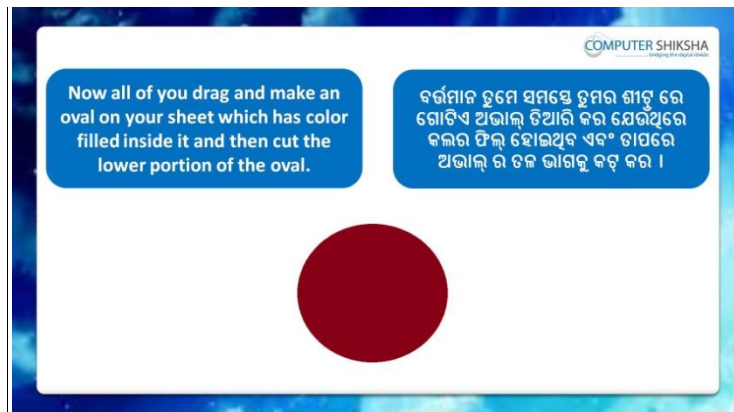 COMPUTER SHIKSHA
bridging the digital divide
Now all of you drag and make an
oval on your sheet which has color
filled inside it and then cut the
lower portion of the oval.
ବର୍ତ୍ତମାନ ତୁମେ ସମସ୍ତେ ତୁମର ଶୀଟ୍ ରେ
ଗୋଟିଏ ଅଭାଲ୍ ତିଆରି କର ଯେଉଁଥିରେ
କଲର ଫିଲ୍ ହୋଇଥିବ ଏବଂ ତାପରେ
ଅଭାଲ୍ ର ତଳ ଭାଗକୁ କଟ୍ କର ।